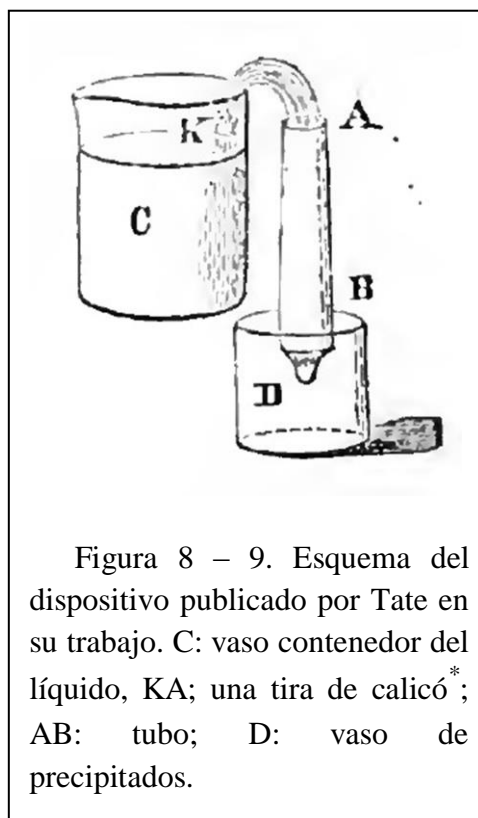 K
A
C
B
D
Figura 8 – 9. Esquema del
dispositivo publicado por Tate en
su trabajo. C: vaso contenedor del
líquido, KA; una tira de calicó*;
AB: tubo; D: vaso de
precipitados.